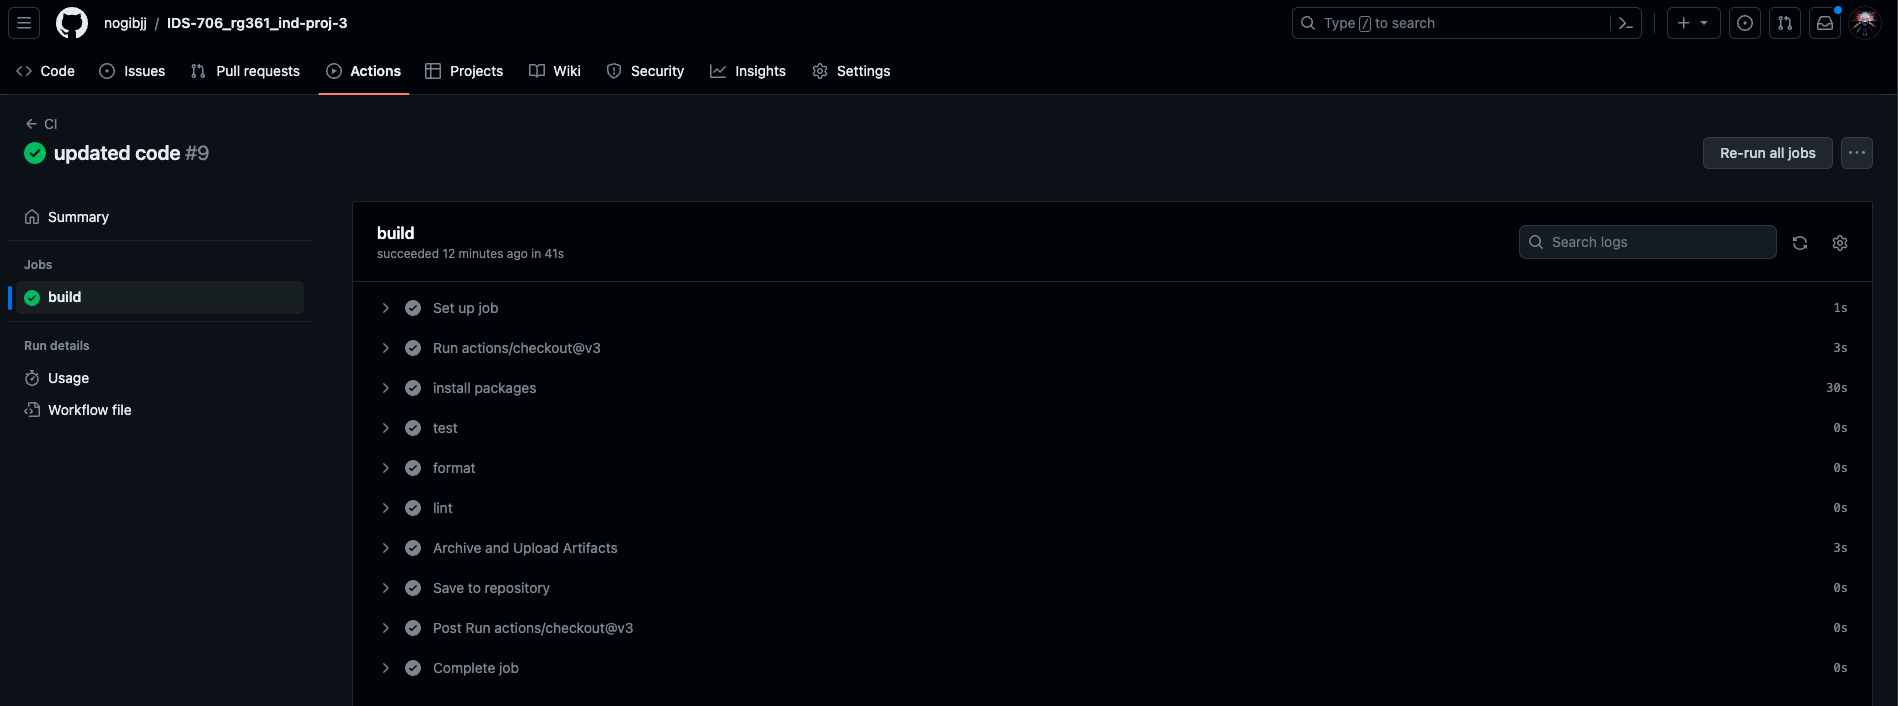 nogibjj / IDS-706_rg361_ind-proj-3
Type / to search
Code Issues Pull requests Actions Projects Wiki Security Insights Settings
CI
updated code #9
Re-run all jobs
Summary
Jobs
build
Run details
Usage
Workflow file
build
succeeded 12 minutes ago in 41s
Search logs
Set up job 1s
Run actions/checkout@v3 3s
install packages 30s
test 0s
format 0s
lint 0s
Archive and Upload Artifacts 3s
Save to repository 0s
Post Run actions/checkout@v3 0s
Complete job 0s